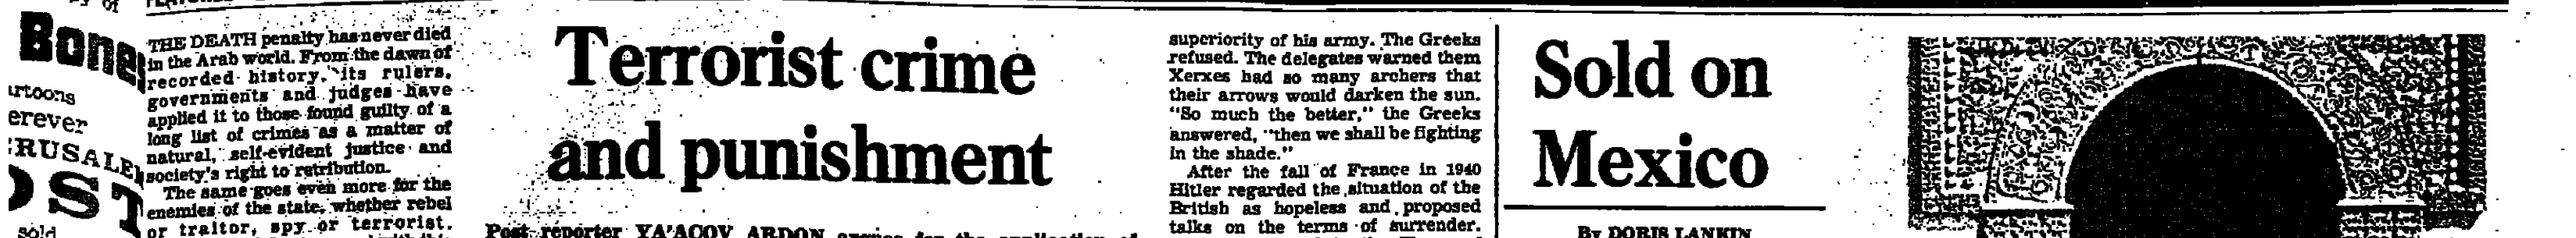 Bone
urtoons
erever
RUSALE
OST
sold
THE DEATH penalty has never died
in the Arab world. From the dawn of
recorded history, its rulers,
governments and judges have
applied it to those found guilty of a
long list of crimes as a matter of
natural, self-evident justice and
society's right to retribution.
The same goes even more for the
enemies of the state, whether rebel
or traitor, spy or terrorist.
Terrorist crime
and punishment
Post reporter YA'ACOV ARDON argues for the application of
superiority of his army. The Greeks
refused. The delegates warned them
Xerxes had so many archers that
their arrows would darken the sun.
"So much the better," the Greeks
answered, "then we shall be fighting
in the shade."
After the fall of France in 1940
Hitler regarded the situation of the
British as hopeless and proposed
talks on the terms of surrender.
Sold on
Mexico
By DORIS LANKIN